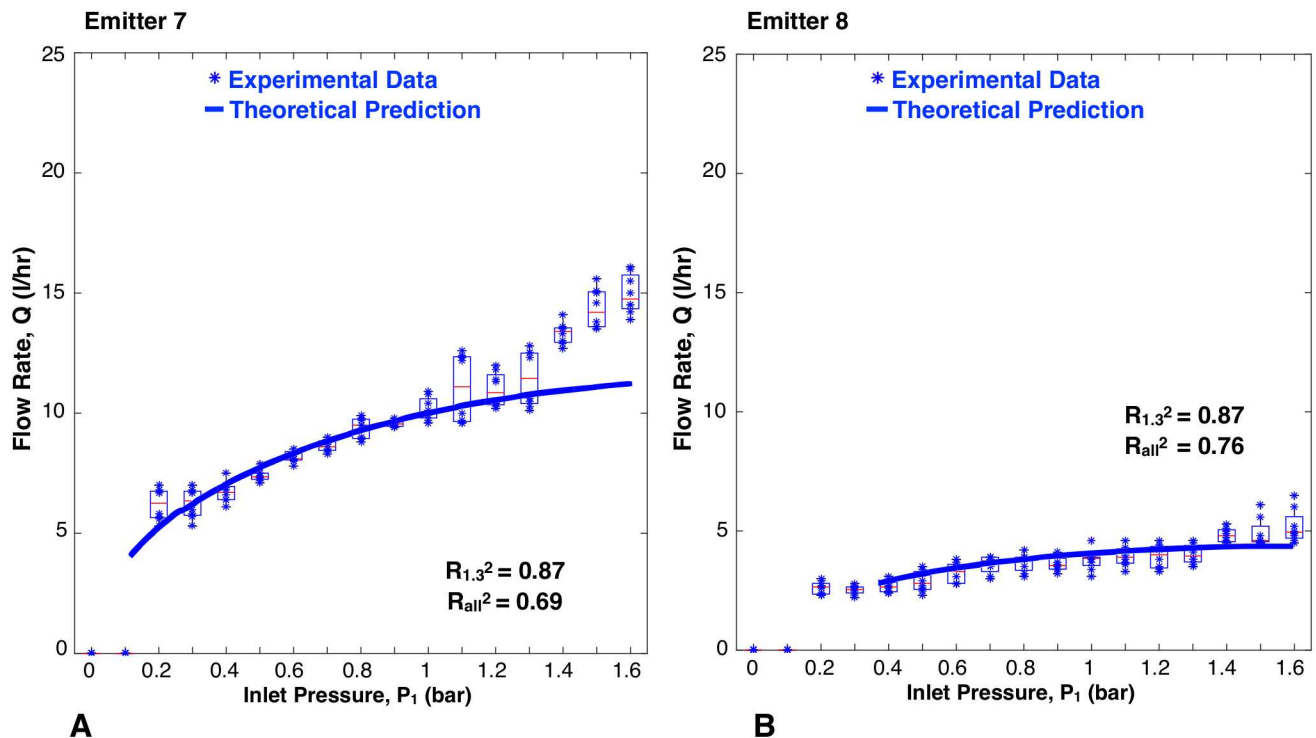 Emitter 7
25
20
15
10
5
0
Flow Rate, Q (l/hr)
* Experimental Data
Theoretical Prediction
R₁.₃² = 0.87
Rall² = 0.69
0 0.2 0.4 0.6 0.8 1 1.2 1.4 1.6
Inlet Pressure, P₁ (bar)
A
Emitter 8
25
20
15
10
5
0
Flow Rate, Q (l/hr)
* Experimental Data
Theoretical Prediction
R₁.₃² = 0.87
Rall² = 0.76
0 0.2 0.4 0.6 0.8 1 1.2 1.4 1.6
Inlet Pressure, P₁ (bar)
B